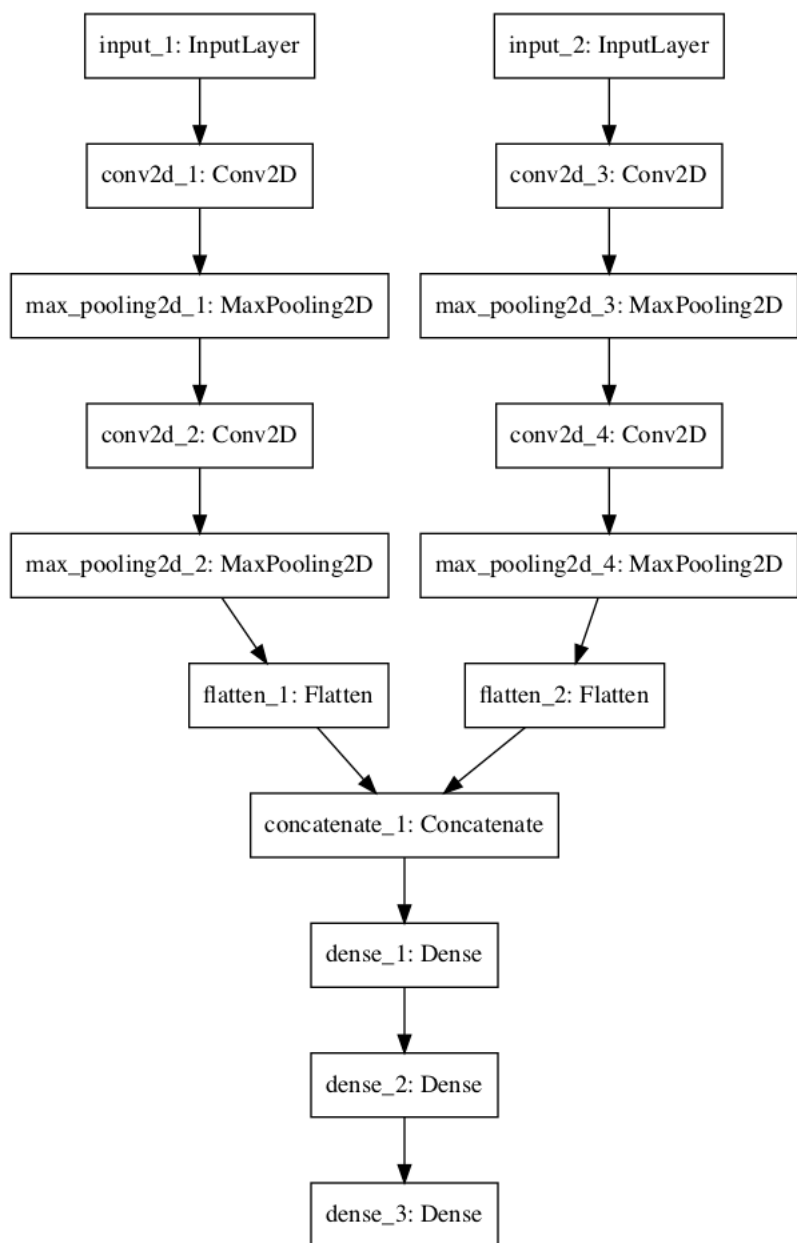 input_1: InputLayer
input_2: InputLayer
conv2d_1: Conv2D
conv2d_3: Conv2D
max_pooling2d_1: MaxPooling2D
max_pooling2d_3: MaxPooling2D
conv2d_2: Conv2D
conv2d_4: Conv2D
max_pooling2d_2: MaxPooling2D
max_pooling2d_4: MaxPooling2D
flatten_1: Flatten
flatten_2: Flatten
concatenate_1: Concatenate
dense_1: Dense
dense_2: Dense
dense_3: Dense